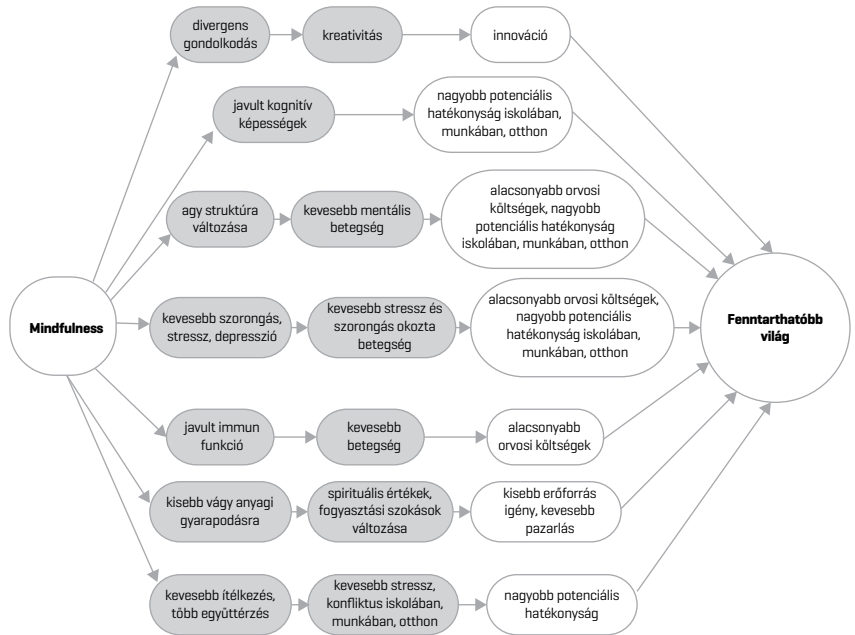 divergens
gondolkodás
kreativitás
innováció
javult kognitív
képességek
nagyobb potenciális
hatékonyság iskolában,
munkában, otthon
agy struktúra
változása
kevesebb mentális
betegség
alacsonyabb orvosi
költségek, nagyobb
potenciális hatékonyság
iskolában, munkában, otthon
Mindfulness
kevesebb szorongás,
stressz, depresszió
kevesebb stressz és
szorongás okozta
betegség
alacsonyabb orvosi költségek,
nagyobb potenciális
hatékonyság iskolában,
munkában, otthon
Fenntarthatóbb
világ
javult immun
funkció
kevesebb
betegség
alacsonyabb
orvosi költségek
kisebb vágy anyagi
gyarapodásra
spirituális értékek,
fogyasztási szokások
változása
kisebb erőforrás
igény, kevesebb
pazarlás
kevesebb ítélkezés,
több együttérzés
kevesebb stressz,
konfliktus iskolában,
munkában, otthon
nagyobb potenciális
hatékonyság